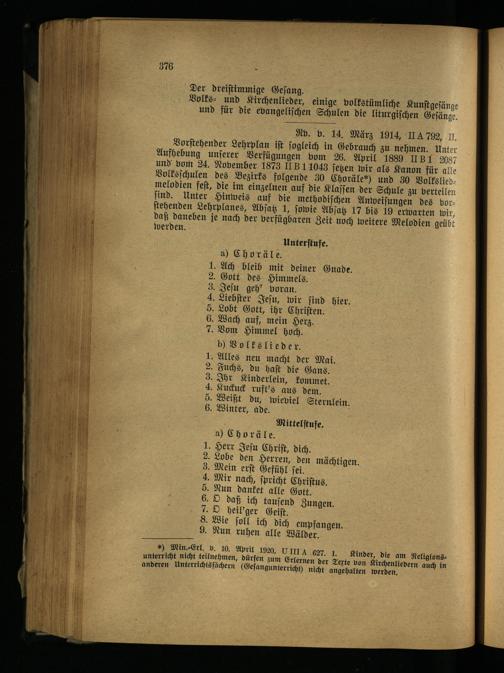 376
Der dreistimmige Gesang.
Volks- und Kirchenlieder, einige volkstümliche Kunstgesänge
und für die evangelischen Schulen die liturgischen Gesänge.
Rv. v. 14. März 1914, II A 792, II.
Vorstehender Lehrplan ist sogleich in Gebrauch zu nehmen. Unter
Aufhebung unserer Verfügungen vom 26. April 1889 II B 1 2087
und vom 24. November 1873 II B 1 1043 setzen wir als Kanon für alle
Volksschulen des Bezirks folgende 30 Choräle*) und 30 Volkslied-
melodien fest, die im einzelnen auf die Klassen der Schule zu verteilen
sind. Unter Hinweis auf die methodischen Anweisungen des vor-
stehenden Lehrplanes, Absatz 1, sowie Absatz 17 bis 19 erwarten wir,
daß daneben je nach der verfügbaren Zeit noch weitere Melodien geübt
werden.
Unterstufe.
a) Choräle.
1. Ach bleib mit deiner Gnade.
2. Gott des Himmels.
3. Jesu geh' voran.
4. Liebster Jesu, wir sind hier.
5. Lobt Gott, ihr Christen.
6. Wach auf, mein Herz.
7. Vom Himmel hoch.
b) Volkslieder.
1. Alles neu macht der Mai.
2. Fuchs, du hast die Gans.
3. Ihr Kinderlein, kommet.
4. Kuckuck ruft's aus dem.
5. Weißt du, wieviel Sternlein.
6. Winter, ade.
Mittelstufe.
a) Choräle.
1. Herr Jesu Christ, dich.
2. Lobe den Herren, den mächtigen.
3. Mein erst Gefühl sei.
4. Mir nach, spricht Christus.
5. Nun danket alle Gott.
6. O daß ich tausend Zungen.
7. O heil'ger Geist.
8. Wie soll ich dich empfangen.
9. Nun ruhen alle Wälder.
*) Min.-Erl. v. 10. April 1920, U III A 627. 1. Kinder, die am Religions-
unterricht nicht teilnehmen, dürfen zum Erlernen der Texte von Kirchenliedern auch in
anderen Unterrichtsfächern (Gesangunterricht) nicht angehalten werden.